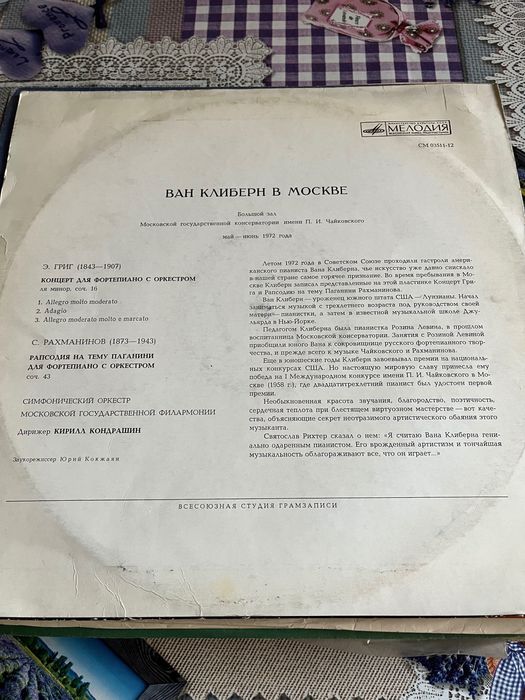 МЕЛОДИЯ
СМ 03511-12
ВАН КЛИБЕРН В МОСКВЕ
Большой зал
Московской государственной консерватории имени П. И. Чайковского
май—июнь 1972 года
Э. ГРИГ (1843—1907)
КОНЦЕРТ ДЛЯ ФОРТЕПИАНО С ОРКЕСТРОМ
ля минор, соч. 16
1. Allegro molto moderato
2. Adagio
3. Allegro moderato molto e marcato
С. РАХМАНИНОВ (1873—1943)
РАПСОДИЯ НА ТЕМУ ПАГАНИНИ
ДЛЯ ФОРТЕПИАНО С ОРКЕСТРОМ
соч. 43
СИМФОНИЧЕСКИЙ ОРКЕСТР
МОСКОВСКОЙ ГОСУДАРСТВЕННОЙ ФИЛАРМОНИИ
Дирижер КИРИЛЛ КОНДРАШИН
Звукорежиссер Юрий Кокжаян
Летом 1972 года в Советском Союзе проходили гастроли амери-
канского пианиста Вана Клиберна, чье искусство уже давно снискало
в нашей стране самое горячее признание. Во время пребывания в Мос-
кве Клиберн записал представленные на этой пластинке Концерт Гри-
га и Рапсодию на тему Паганини Рахманинова.
Ван Клиберн — уроженец южного штата США — Луизианы. Начал
заниматься музыкой с трехлетнего возраста под руководством своей
матери — пианистки, а затем в известной музыкальной школе Джу-
льярда в Нью-Йорке.
Педагогом Клиберна была пианистка Розина Левина, в прошлом
воспитанница Московской консерватории. Занятия с Розиной Левиной
приобщили юного Вана к сокровищнице русского фортепианного твор-
чества, и прежде всего к музыке Чайковского и Рахманинова.
Еще в юношеские годы Клиберн завоевывал премии на националь-
ных конкурсах США. Но настоящую мировую славу принесла ему
победа на I Международном конкурсе имени П. И. Чайковского в Моск-
ве (1958 г.), где двадцатитрехлетний пианист был удостоен первой
премии.
Необыкновенная красота звучания, благородство, поэтичность,
сердечная теплота при блестящем виртуозном мастерстве — вот каче-
ства, объясняющие секрет неотразимого артистического обаяния этого
музыканта.
Святослав Рихтер сказал о нем: «Я считаю Вана Клиберна гени-
ально одаренным пианистом. Его врожденный артистизм и тончайшая
музыкальность облагораживают все, что он играет...»
ВСЕСОЮЗНАЯ СТУДИЯ ГРАМЗАПИСИ